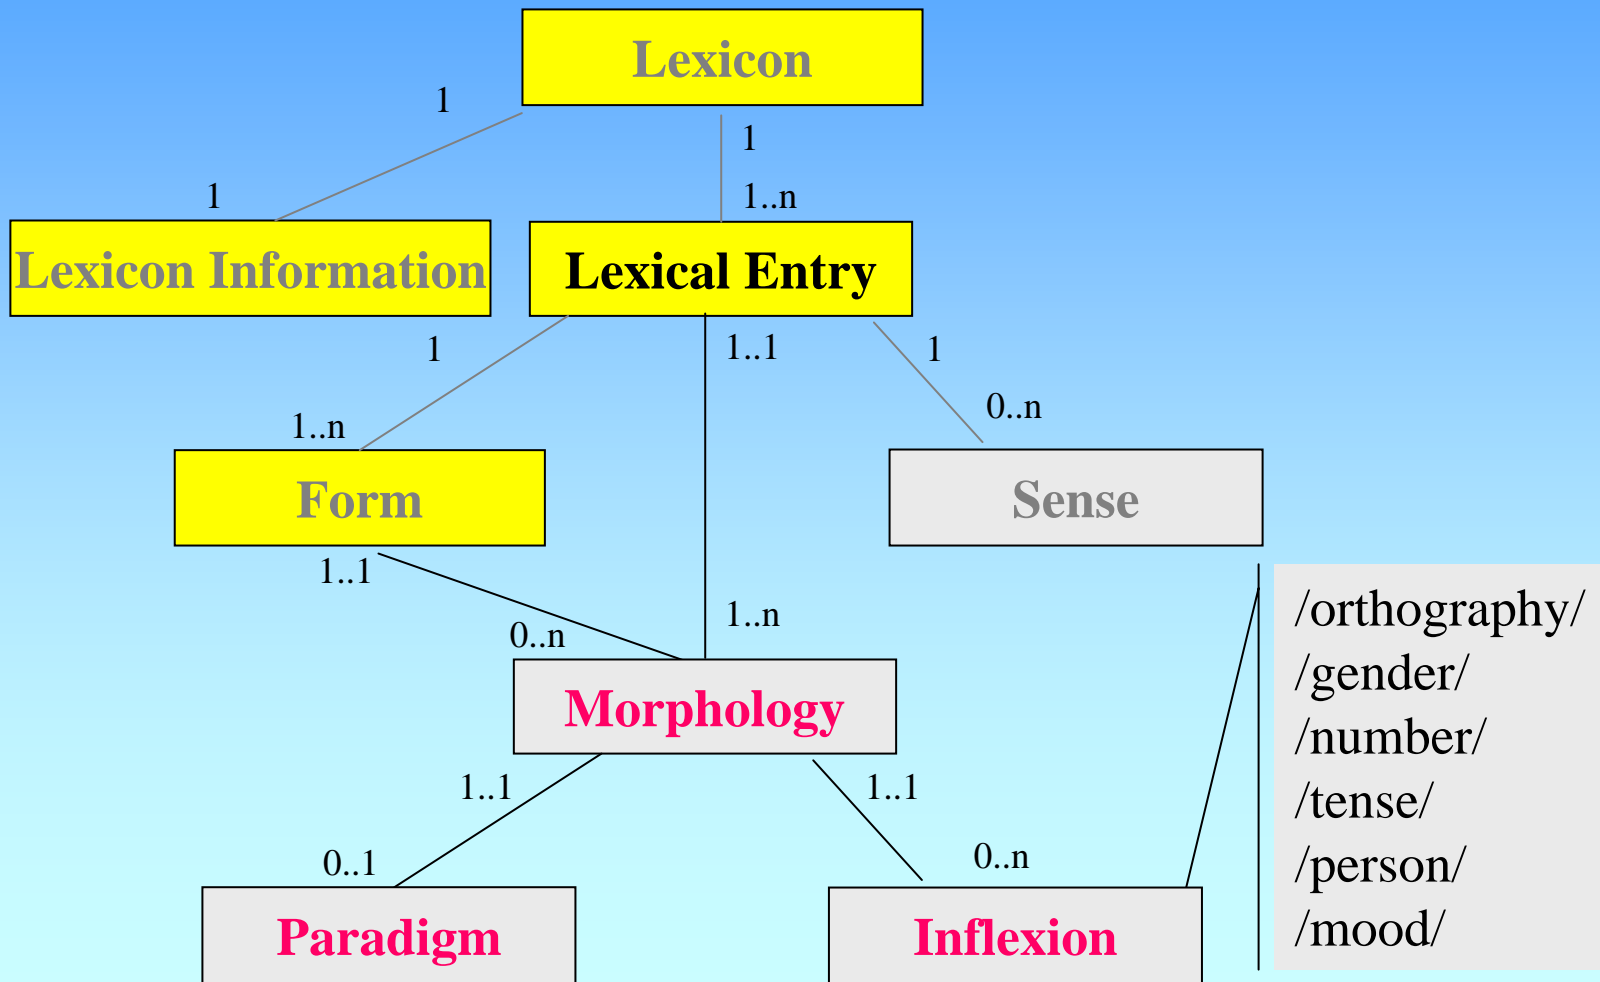 Lexicon
1
1
1
1..n
Lexicon Information
Lexical Entry
1
1..1
1
1..n
0..n
Form
Sense
1..1
0..n
1..n
/orthography/
/gender/
/number/
/tense/
/person/
/mood/
Morphology
1..1
1..1
0..1
0..n
Paradigm
Inflexion